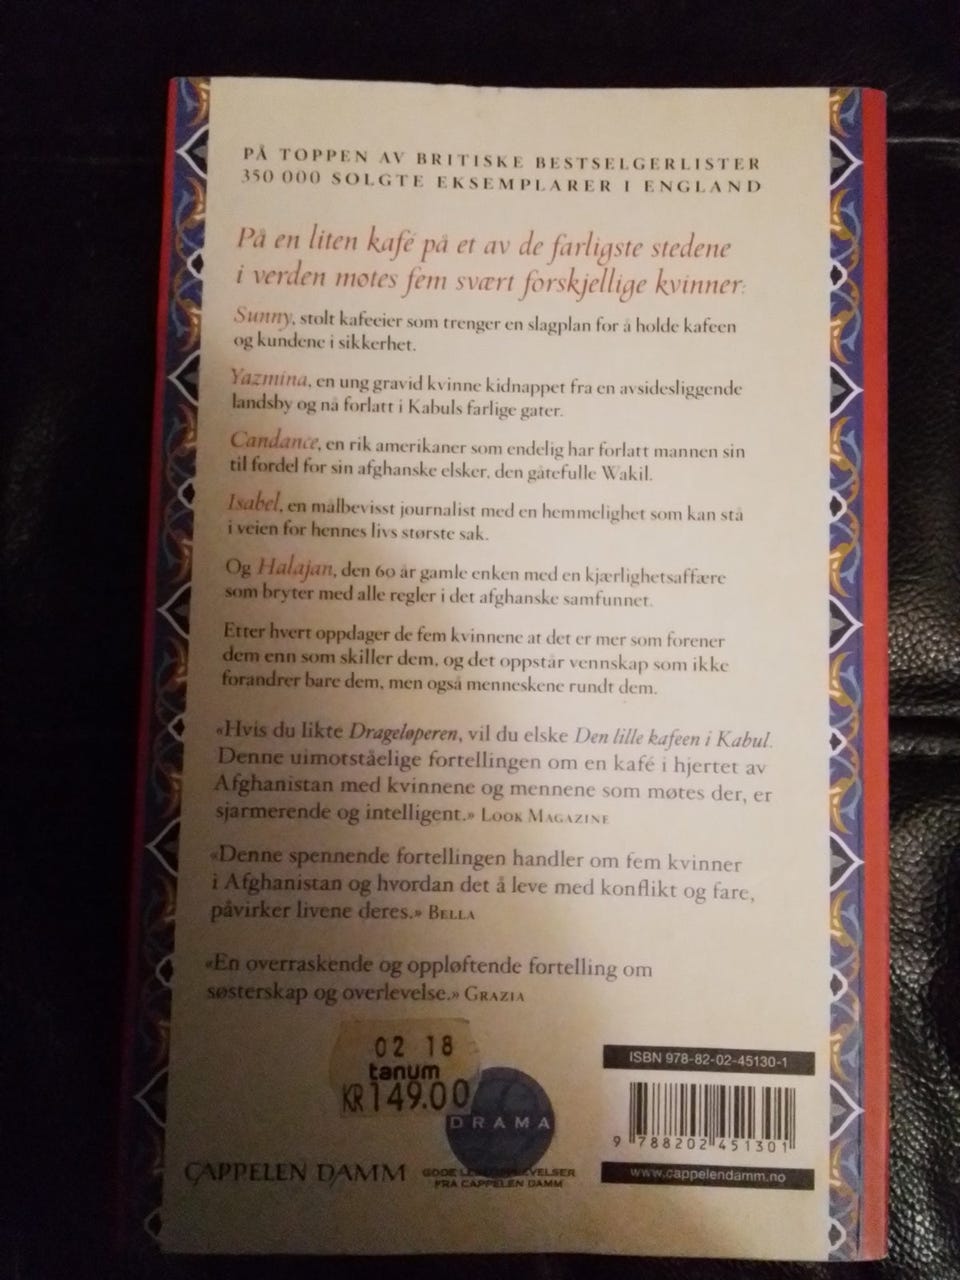 PÅ TOPPEN AV BRITISKE BESTSELGERLISTER
350 000 SOLGTE EKSEMPLARER I ENGLAND
På en liten kafé på et av de farligste stedene
i verden møtes fem svært forskjellige kvinner:
Sunny, stolt kafeeier som trenger en slagplan for å holde kafeen
og kundene i sikkerhet.
Yazmina, en ung gravid kvinne kidnappet fra en avsidesliggende
landsby og nå forlatt i Kabuls farlige gater.
Candance, en rik amerikaner som endelig har forlatt mannen sin
til fordel for sin afghanske elsker, den gåtefulle Wakil.
Isabel, en målbevisst journalist med en hemmelighet som kan stå
i veien for hennes livs største sak.
Og Halajan, den 60 år gamle enken med en kjærlighetsaffære
som bryter med alle regler i det afghanske samfunnet.
Etter hvert oppdager de fem kvinnene at det er mer som forener
dem enn som skiller dem, og det oppstår vennskap som ikke
forandrer bare dem, men også menneskene rundt dem.
«Hvis du likte Drageløperen, vil du elske Den lille kafeen i Kabul.
Denne uimotståelige fortellingen om en kafé i hjertet av
Afghanistan med kvinnene og mennene som møtes der, er
sjarmerende og intelligent.» LOOK MAGAZINE
«Denne spennende fortellingen handler om fem kvinner
i Afghanistan og hvordan det å leve med konflikt og fare,
påvirker livene deres.» BELLA
«En overraskende og oppløftende fortelling om
søsterskap og overlevelse.» GRAZIA
02 18
tanum
KR 149.00
DRAMA
CAPPELEN DAMM
GODE LESEOPPLEVELSER
FRA CAPPELEN DAMM
ISBN 978-82-02-45130-1
9 788202 451301
www.cappelendamm.no